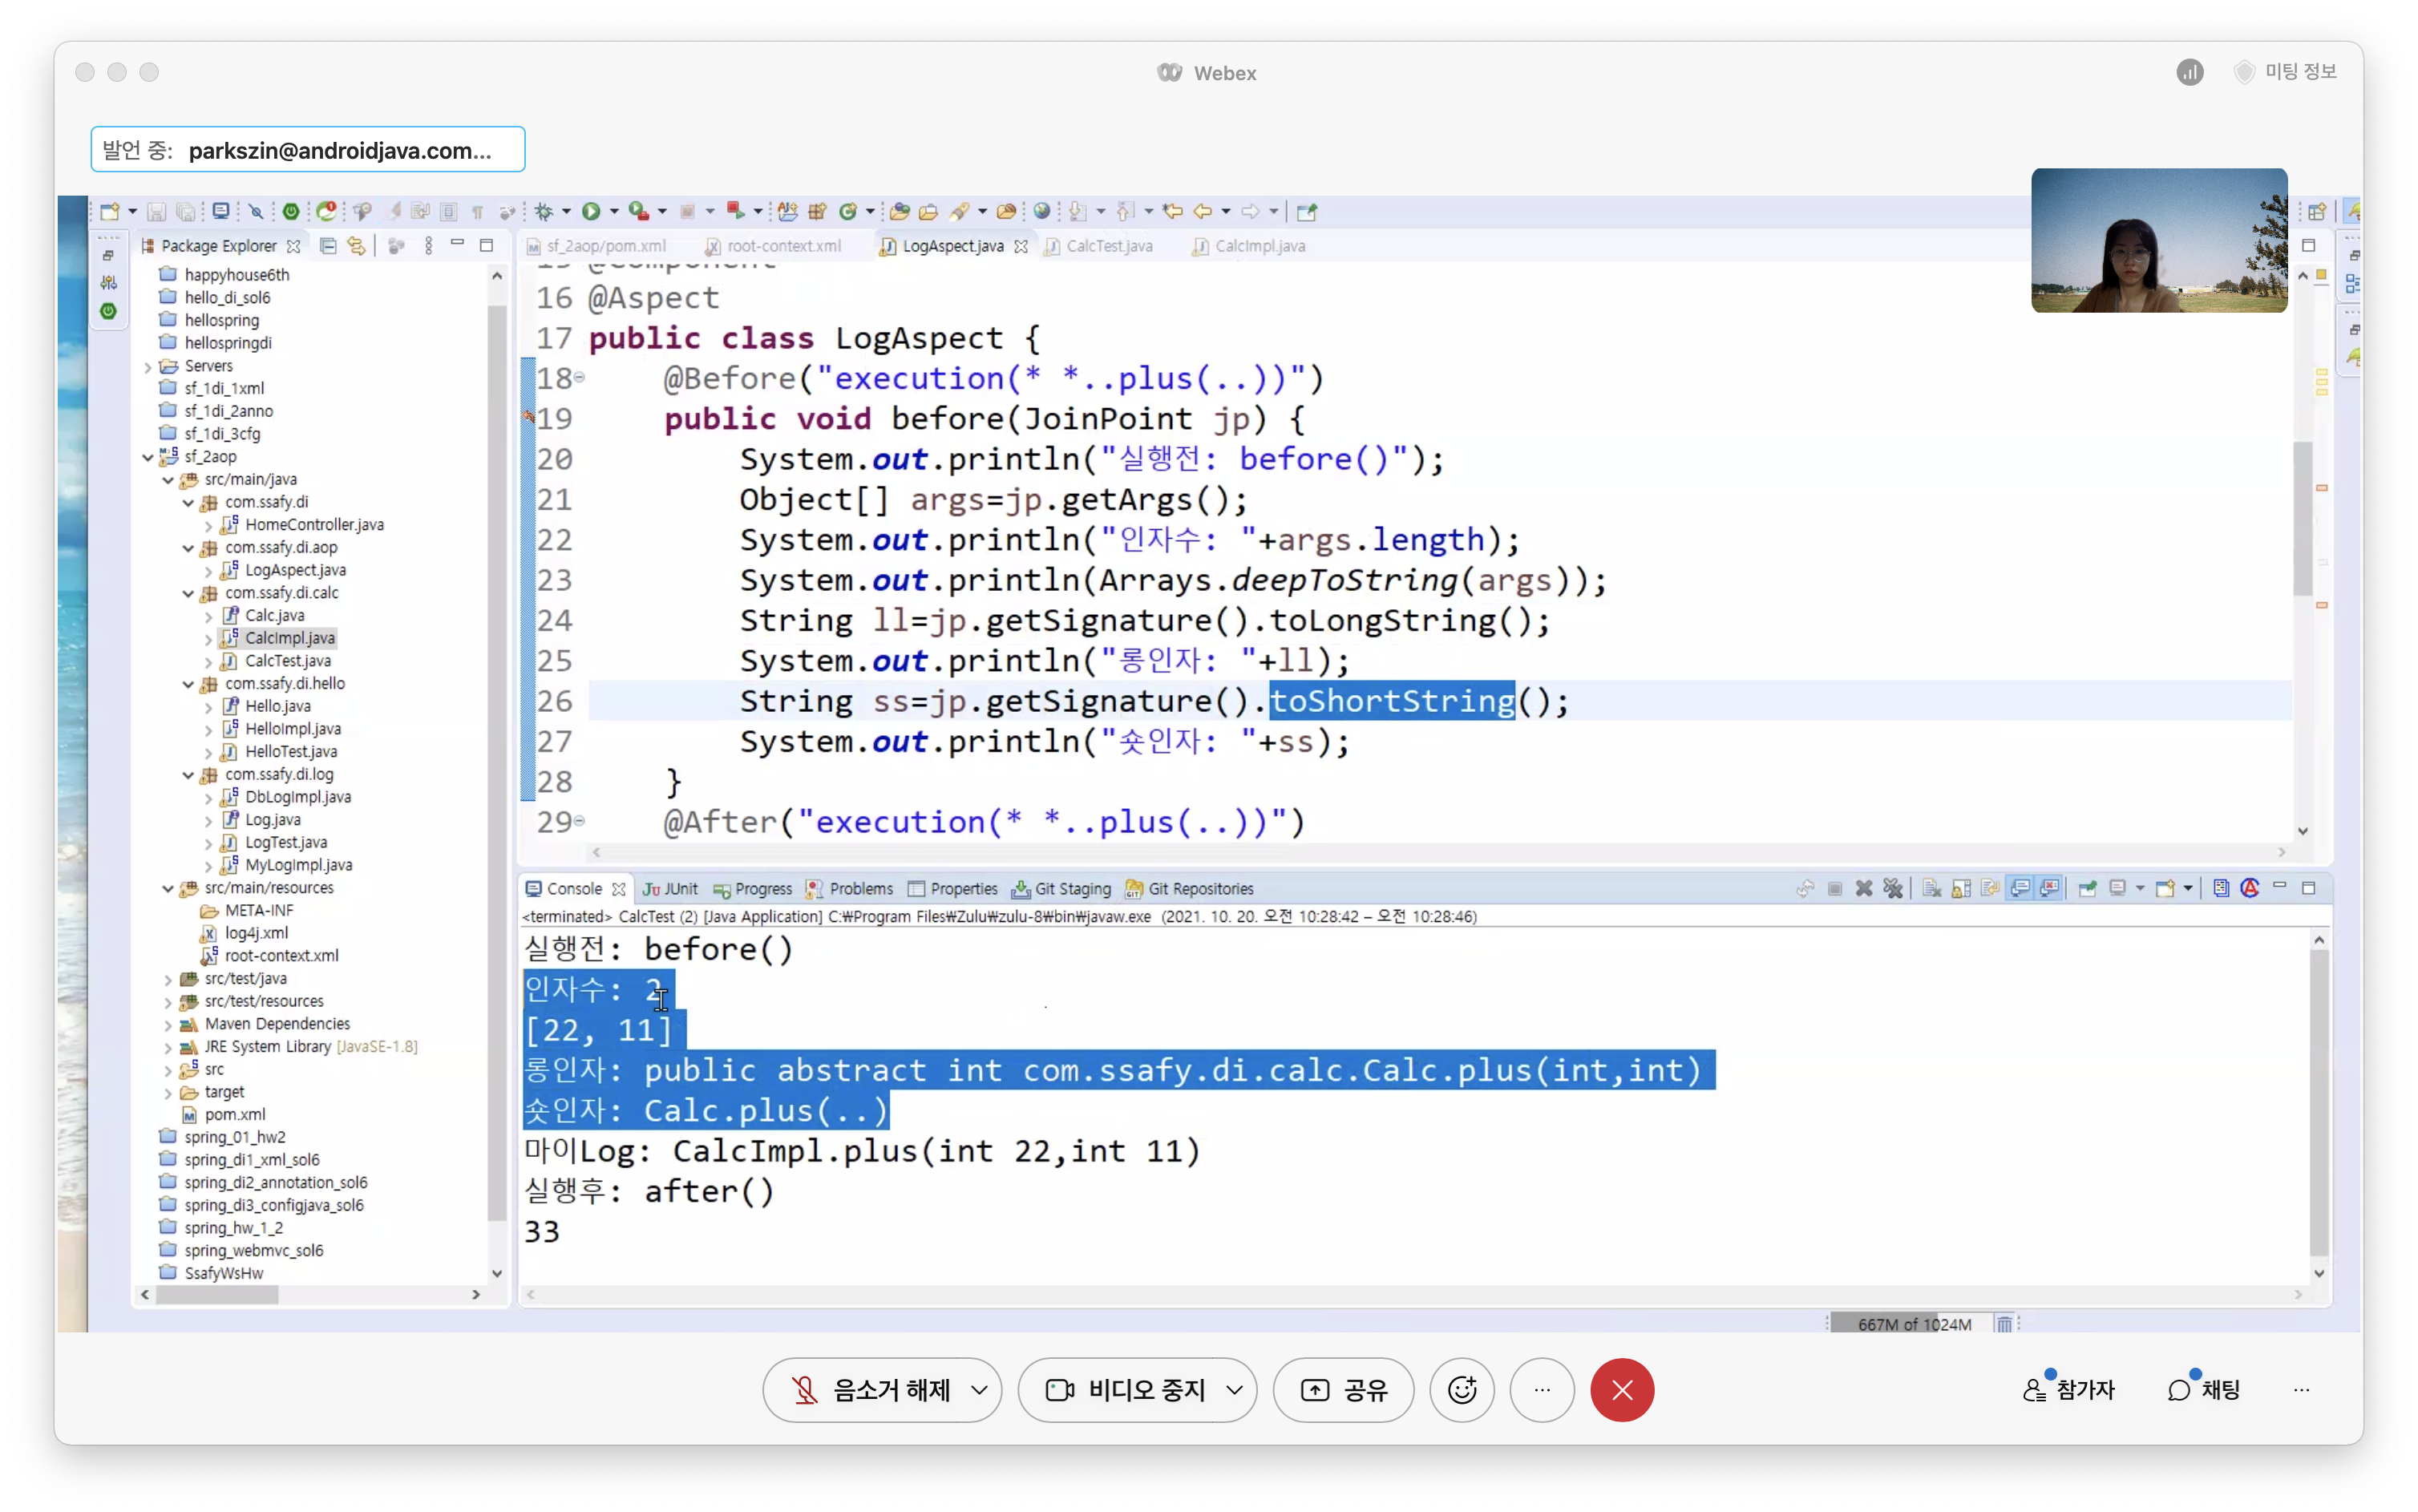 Webex
미팅 정보
발언 중: parkszin@androidjava.com...
Package Explorer
happyhouse6th
hello_di_sol6
hellospring
hellospringdi
Servers
sf_1di_1xml
sf_1di_2anno
sf_1di_3cfg
sf_2aop
src/main/java
com.ssafy.di
HomeController.java
com.ssafy.di.aop
LogAspect.java
com.ssafy.di.calc
Calc.java
CalcImpl.java
CalcTest.java
com.ssafy.di.hello
Hello.java
HelloImpl.java
HelloTest.java
com.ssafy.di.log
DbLogImpl.java
Log.java
LogTest.java
MyLogImpl.java
src/main/resources
META-INF
log4j.xml
root-context.xml
src/test/java
src/test/resources
Maven Dependencies
JRE System Library [JavaSE-1.8]
src
target
pom.xml
spring_01_hw2
spring_di1_xml_sol6
spring_di2_annotation_sol6
spring_di3_configjava_sol6
spring_hw_1_2
spring_webmvc_sol6
SsafyWsHw
sf_2aop/pom.xml root-context.xml LogAspect.java CalcTest.java CalcImpl.java
15 @Component
16 @Aspect
17 public class LogAspect {
18 @Before("execution(* *..plus(..))")
19 public void before(JoinPoint jp) {
20 System.out.println("실행전: before()");
21 Object[] args=jp.getArgs();
22 System.out.println("인자수: "+args.length);
23 System.out.println(Arrays.deepToString(args));
24 String ll=jp.getSignature().toLongString();
25 System.out.println("롱인자: "+ll);
26 String ss=jp.getSignature().toShortString();
27 System.out.println("숏인자: "+ss);
28 }
29 @After("execution(* *..plus(..))")
Console JUnit Progress Problems Properties Git Staging Git Repositories
<terminated> CalcTest (2) [Java Application] C:₩Program Files₩Zulu₩zulu-8₩bin₩javaw.exe (2021. 10. 20. 오전 10:28:42 – 오전 10:28:46)
실행전: before()
인자수: 2
[22, 11]
롱인자: public abstract int com.ssafy.di.calc.Calc.plus(int,int)
숏인자: Calc.plus(..)
마이Log: CalcImpl.plus(int 22,int 11)
실행후: after()
33
667M of 1024M
음소거 해제 비디오 중지 공유 참가자 채팅